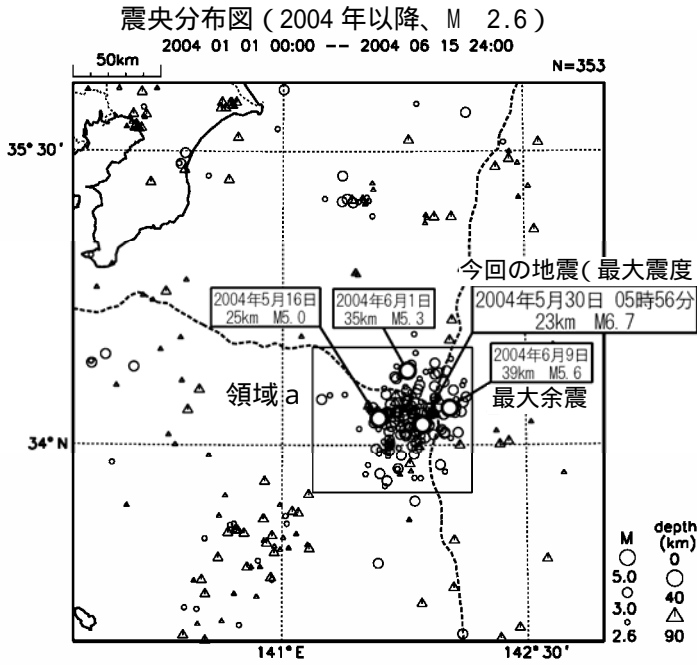 震央分布図（2004年以降、M 2.6）
2004 01 01 00:00 -- 2004 06 15 24:00
50km
N=353
35°30'
今回の地震（最大震度
2004年5月16日
25km M5.0
2004年6月1日
35km M5.3
2004年5月30日 05時56分
23km M6.7
2004年6月9日
39km M5.6
領域a
最大余震
34°N
M
depth
(km)
0
5.0
40
3.0
2.6
90
141°E
142°30'